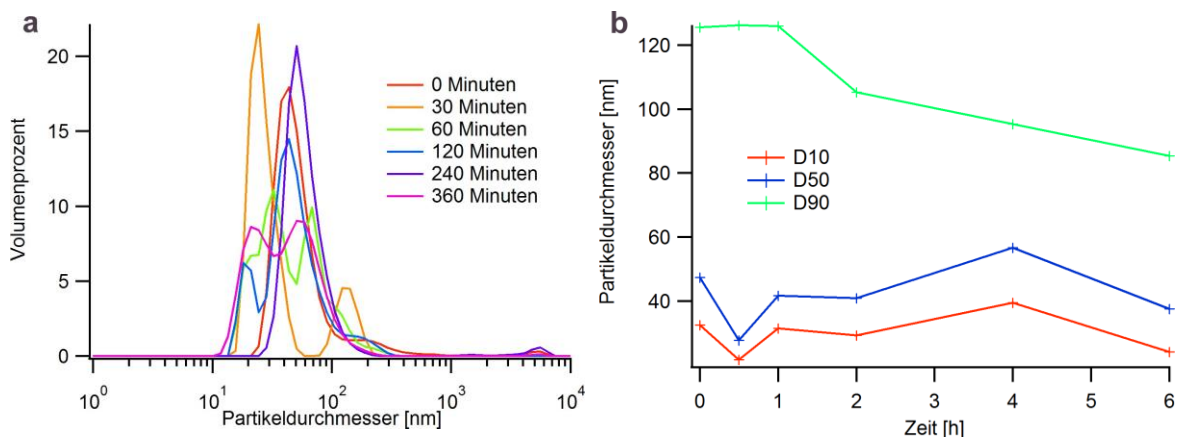 a
Volumenprozent
20
15
10
5
0
0 Minuten
30 Minuten
60 Minuten
120 Minuten
240 Minuten
360 Minuten
10^0
10^1
10^2
10^3
10^4
Partikeldurchmesser [nm]
b
Partikeldurchmesser [nm]
120
100
80
60
40
D10
D50
D90
0
1
2
3
4
5
6
Zeit [h]